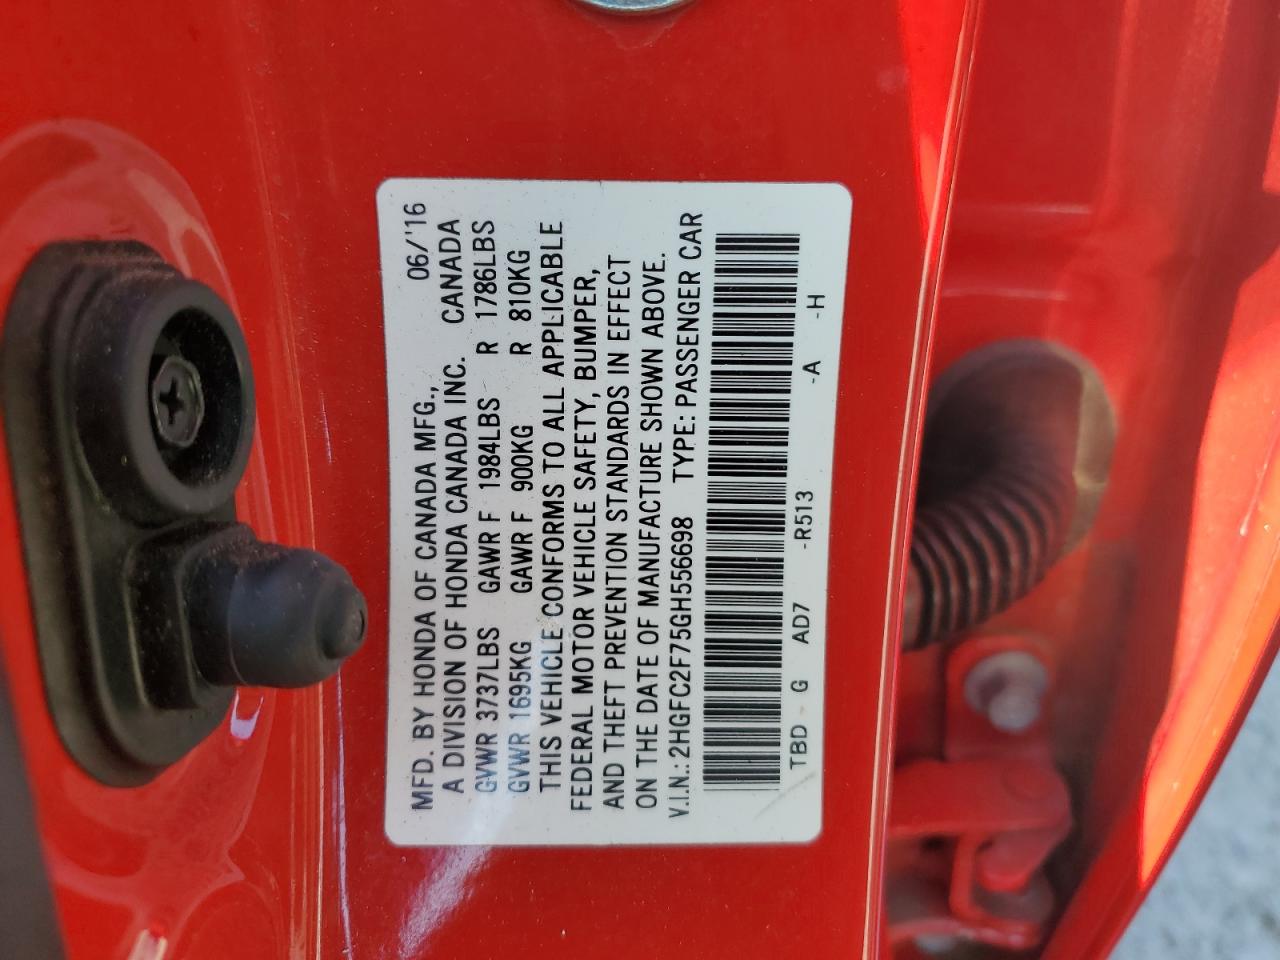 MFD. BY HONDA OF CANADA MFG., 06/'16
A DIVISION OF HONDA CANADA INC. CANADA
GVWR 3737LBS GAWR F 1984LBS R 1786LBS
GVWR 1695KG GAWR F 900KG R 810KG
THIS VEHICLE CONFORMS TO ALL APPLICABLE
FEDERAL MOTOR VEHICLE SAFETY, BUMPER,
AND THEFT PREVENTION STANDARDS IN EFFECT
ON THE DATE OF MANUFACTURE SHOWN ABOVE.
V.I.N.: 2HGFC2F75GH556698 TYPE: PASSENGER CAR
TBD G AD7 -R513 -A -H